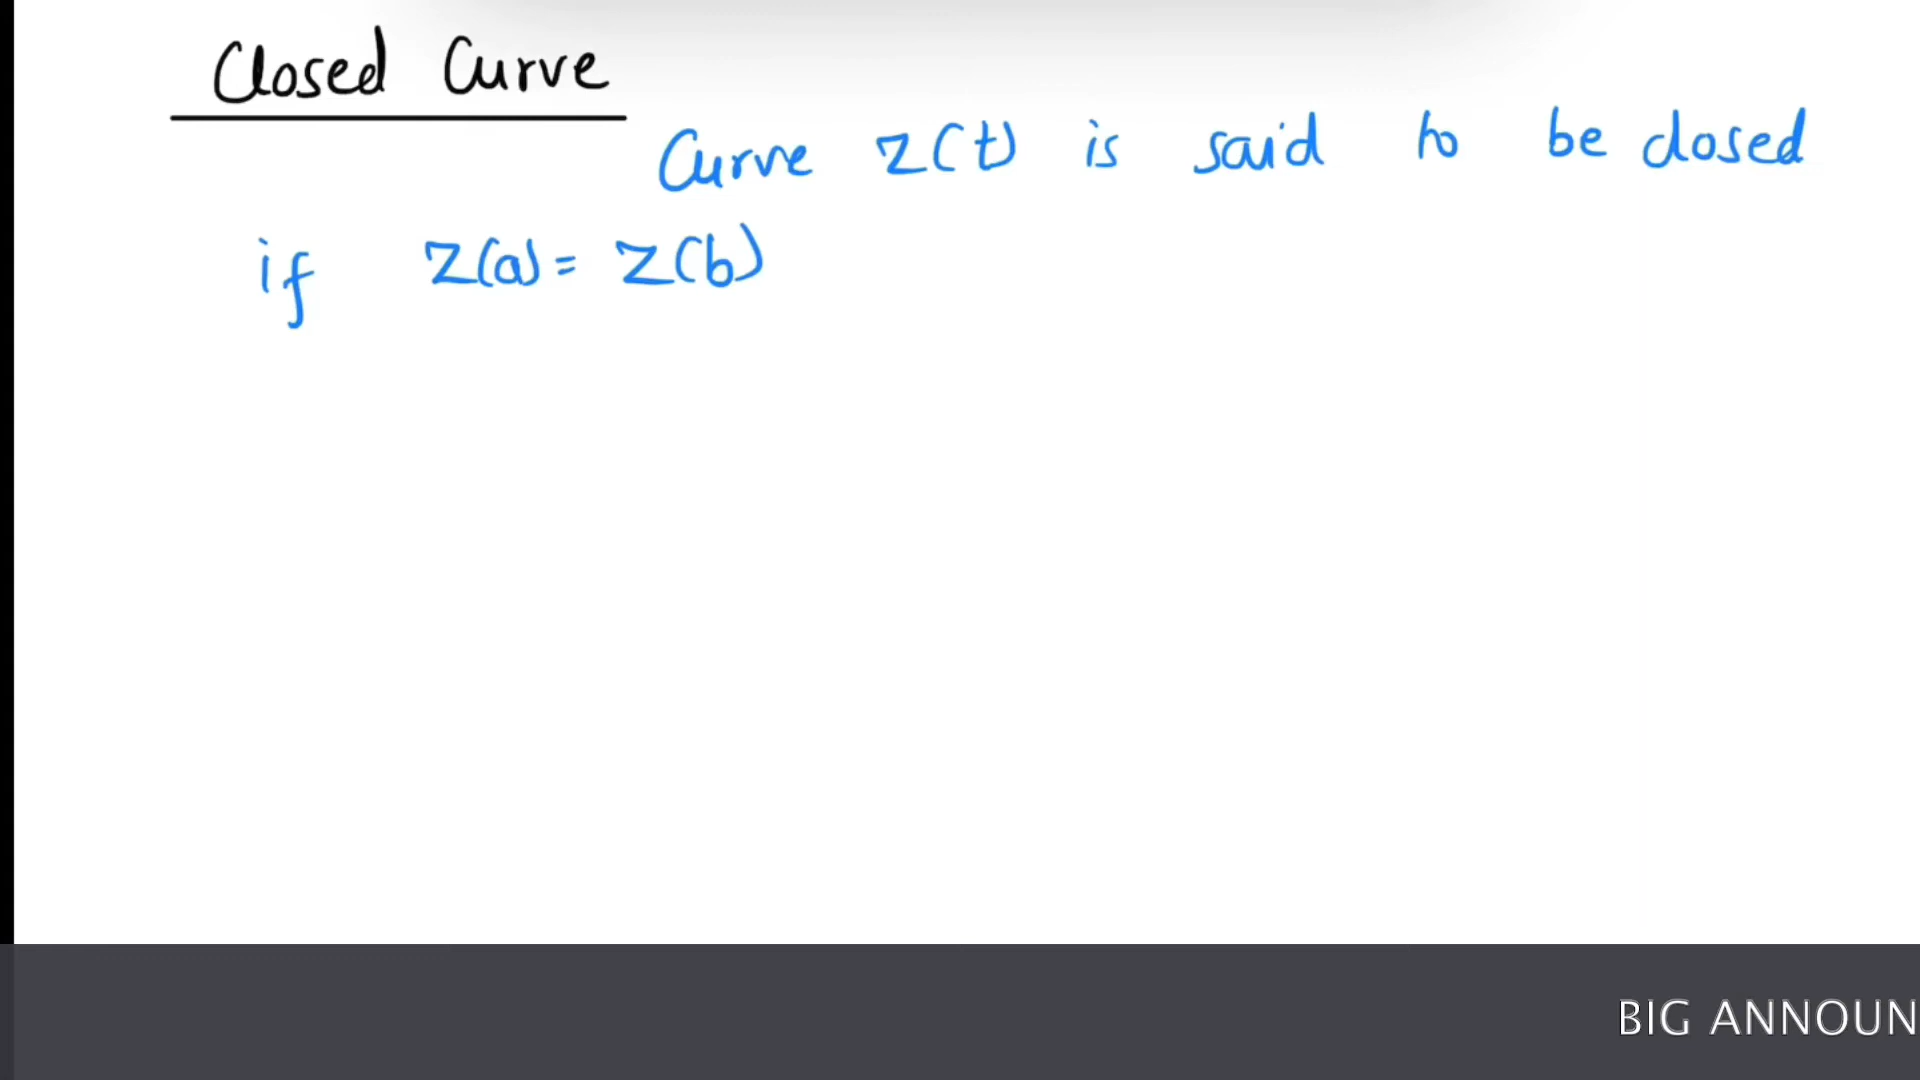 Closed Curve
Curve z(t) is said to be closed
if z(a) = z(b)
BIG ANNOUN